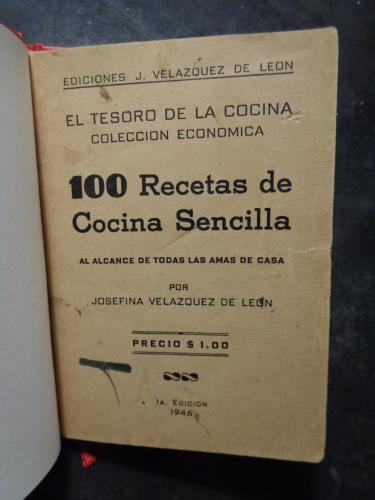 EDICIONES J. VELAZQUEZ DE LEON
EL TESORO DE LA COCINA
COLECCION ECONOMICA
100 Recetas de
Cocina Sencilla
AL ALCANCE DE TODAS LAS AMAS DE CASA
POR
JOSEFINA VELAZQUEZ DE LEON
PRECIO $ 1.00
1A. EDICION
1946